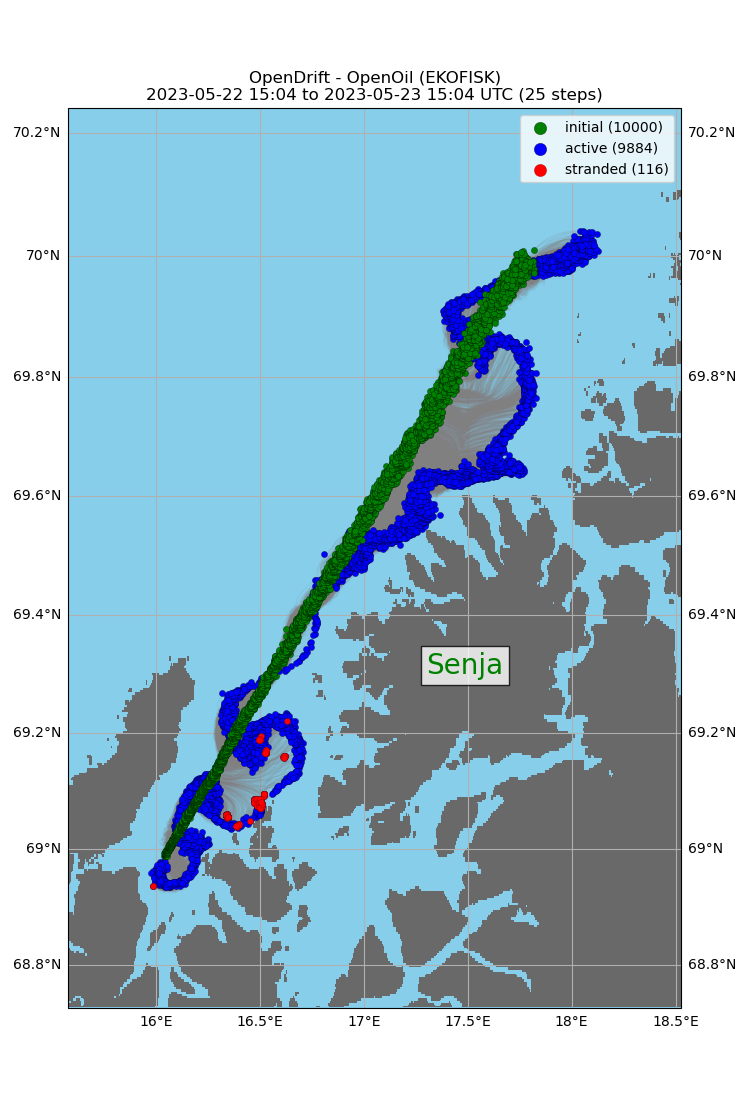 OpenDrift - OpenOil (EKOFISK)
2023-05-22 15:04 to 2023-05-23 15:04 UTC (25 steps)
initial (10000)
active (9884)
stranded (116)
70.2°N
70.2°N
70°N
70°N
69.8°N
69.8°N
69.6°N
69.6°N
69.4°N
69.4°N
Senja
69.2°N
69.2°N
69°N
69°N
68.8°N
68.8°N
16°E
16.5°E
17°E
17.5°E
18°E
18.5°E